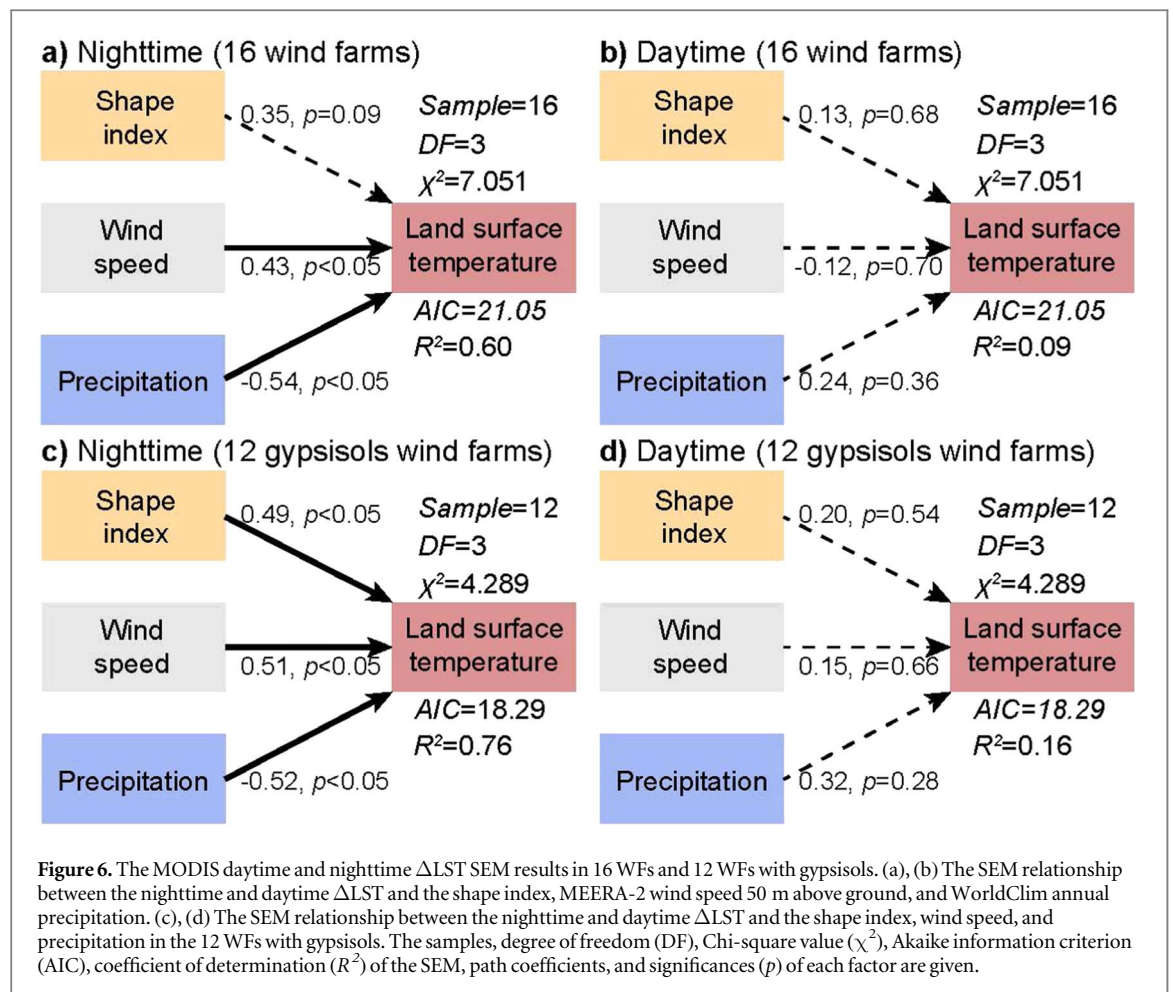 a) Nighttime (16 wind farms)
Shape
index
0.35, p=0.09
Sample=16
DF=3
χ²=7.051
Wind
speed
0.43, p<0.05
Land surface
temperature
Precipitation
-0.54, p<0.05
AIC=21.05
R²=0.60
b) Daytime (16 wind farms)
Shape
index
0.13, p=0.68
Sample=16
DF=3
χ²=7.051
Wind
speed
-0.12, p=0.70
Land surface
temperature
Precipitation
0.24, p=0.36
AIC=21.05
R²=0.09
c) Nighttime (12 gypsisols wind farms)
Shape
index
0.49, p<0.05
Sample=12
DF=3
χ²=4.289
Wind
speed
0.51, p<0.05
Land surface
temperature
Precipitation
-0.52, p<0.05
AIC=18.29
R²=0.76
d) Daytime (12 gypsisols wind farms)
Shape
index
0.20, p=0.54
Sample=12
DF=3
χ²=4.289
Wind
speed
0.15, p=0.66
Land surface
temperature
Precipitation
0.32, p=0.28
AIC=18.29
R²=0.16
Figure 6. The MODIS daytime and nighttime ΔLST SEM results in 16 WFs and 12 WFs with gypsisols. (a), (b) The SEM relationship
between the nighttime and daytime ΔLST and the shape index, MEERA-2 wind speed 50 m above ground, and WorldClim annual
precipitation. (c), (d) The SEM relationship between the nighttime and daytime ΔLST and the shape index, wind speed, and
precipitation in the 12 WFs with gypsisols. The samples, degree of freedom (DF), Chi-square value (χ²), Akaike information criterion
(AIC), coefficient of determination (R²) of the SEM, path coefficients, and significances (p) of each factor are given.